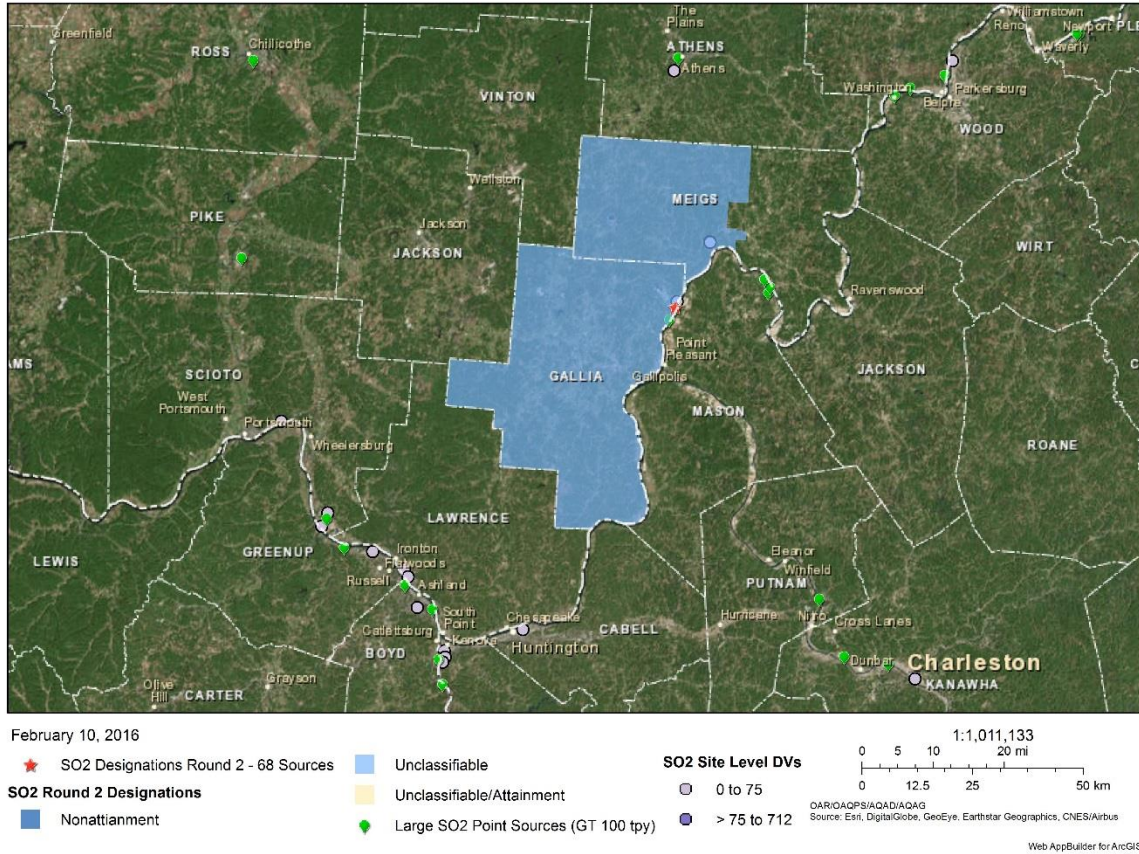 The
Plains
Williamstown
Reno
Newport
PLE
Greenfield
ROSS
Chillicothe
ATHENS
Athens
Waverly
VINTON
Washington
Parkersburg
Belpre
WOOD
Wellston
MEIGS
PIKE
Jackson
JACKSON
WIRT
Ravenswood
AMS
SCIOTO
Point
Pleasant
GALLIA
Gallipolis
JACKSON
West
Portsmouth
MASON
Portsmouth
Wheelersburg
ROANE
LAWRENCE
LEWIS
GREENUP
Ironton
Flatwoods
Russell
Ashland
Eleanor
Winfield
PUTNAM
South
Point
Chesapeake
Hurricane
Nitro
Cross Lanes
Catlettsburg
Kenova
CABELL
Huntington
BOYD
Dunbar
Charleston
KANAWHA
Olive
Hill
Grayson
CARTER
February 10, 2016
1:1,011,133
SO2 Designations Round 2 - 68 Sources
Unclassifiable
SO2 Site Level DVs
0 5 10 20 mi
SO2 Round 2 Designations
Unclassifiable/Attainment
0 to 75
0 12.5 25 50 km
Nonattianment
Large SO2 Point Sources (GT 100 tpy)
> 75 to 712
OAR/OAQPS/AQAD/AQAG
Source: Esri, DigitalGlobe, GeoEye, Earthstar Geographics, CNES/Airbus
Web AppBuilder for ArcGIS